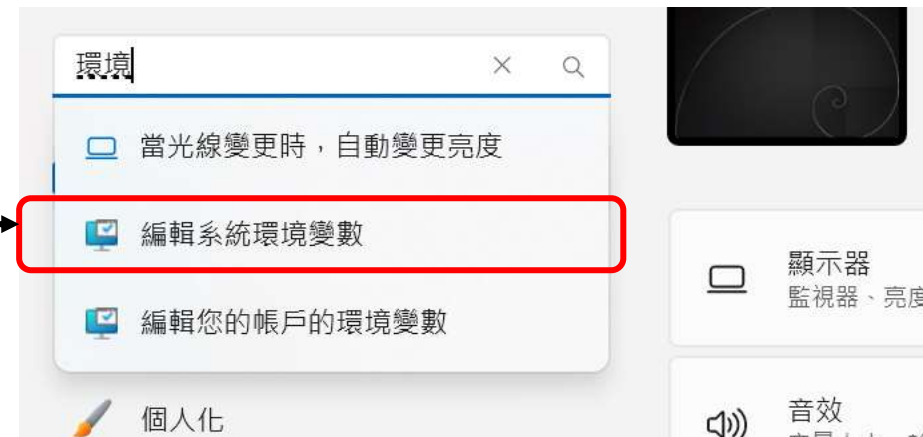 環境
當光線變更時，自動變更亮度
編輯系統環境變數
編輯您的帳戶的環境變數
個人化
顯示器
監視器、亮度
音效